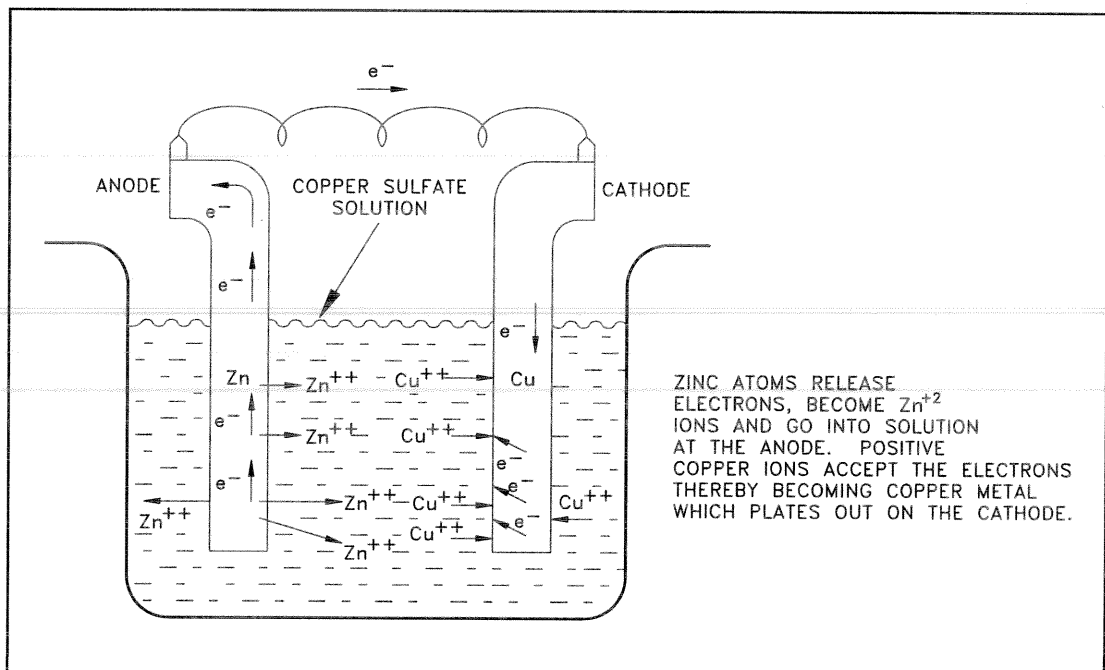 e⁻
ANODE
COPPER SULFATE
SOLUTION
CATHODE
e⁻
e⁻
e⁻
Zn
Zn⁺⁺
Cu⁺⁺
Cu
e⁻
Zn⁺⁺
Cu⁺⁺
e⁻
e⁻
e⁻
Zn⁺⁺
Zn⁺⁺
Cu⁺⁺
Cu⁺⁺
e⁻
Zn⁺⁺
Cu⁺⁺
ZINC ATOMS RELEASE
ELECTRONS, BECOME Zn⁺²
IONS AND GO INTO SOLUTION
AT THE ANODE. POSITIVE
COPPER IONS ACCEPT THE ELECTRONS
THEREBY BECOMING COPPER METAL
WHICH PLATES OUT ON THE CATHODE.